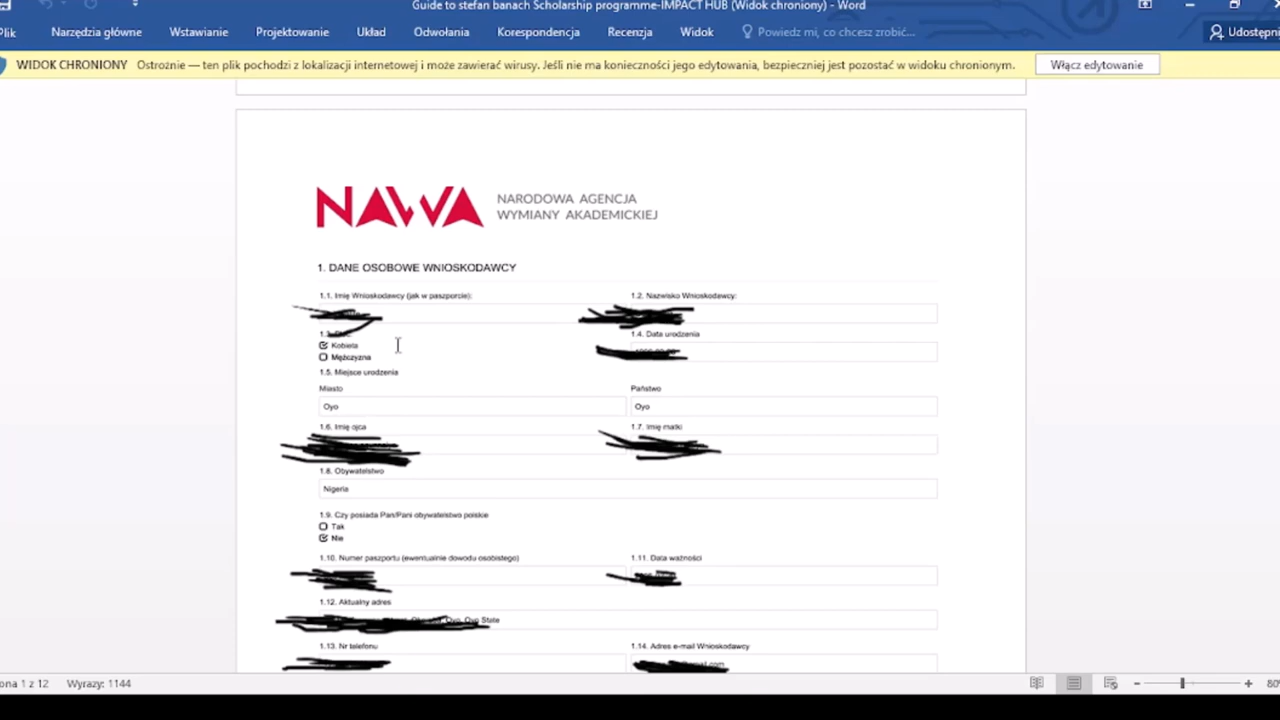 Guide to stefan banach Scholarship programme-IMPACT HUB (Widok chroniony) - Word
Plik Narzędzia główne Wstawianie Projektowanie Układ Odwołania Korespondencja Recenzja Widok Powiedz mi, co chcesz zrobić... Udostępnij
WIDOK CHRONIONY Ostrożnie — ten plik pochodzi z lokalizacji internetowej i może zawierać wirusy. Jeśli nie ma konieczności jego edytowania, bezpieczniej jest pozostać w widoku chronionym. Włącz edytowanie
NAWA NARODOWA AGENCJA
WYMIANY AKADEMICKIEJ
1. DANE OSOBOWE WNIOSKODAWCY
1.1. Imię Wnioskodawcy (jak w paszporcie): 1.2. Nazwisko Wnioskodawcy:
1.4. Data urodzenia
Kobieta
Mężczyzna
1.5. Miejsce urodzenia
Miasto Państwo
Oyo Oyo
1.6. Imię ojca 1.7. Imię matki
1.8. Obywatelstwo
Nigeria
1.9. Czy posiada Pan/Pani obywatelstwo polskie
Tak
Nie
1.10. Numer paszportu (ewentualnie dowodu osobistego) 1.11. Data ważności
1.12. Aktualny adres
Oyo State
1.13. Nr telefonu 1.14. Adres e-mail Wnioskodawcy
ona 1 z 12 Wyrazy: 1144 80%